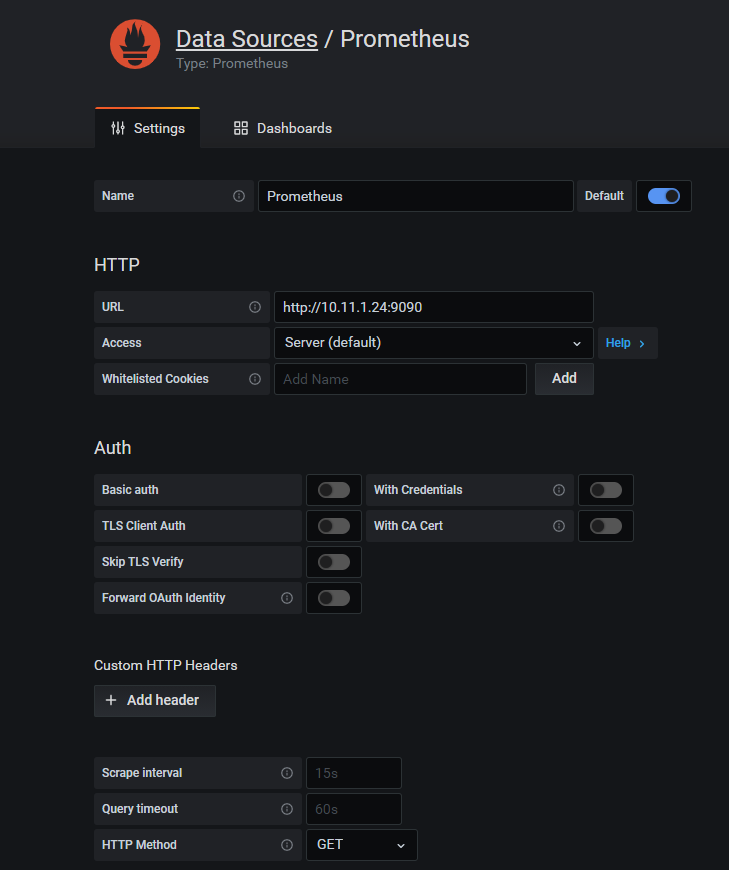 Data Sources / Prometheus
Type: Prometheus
Settings Dashboards
Name Prometheus Default
HTTP
URL http://10.11.1.24:9090
Access Server (default) Help
Whitelisted Cookies Add Name Add
Auth
Basic auth With Credentials
TLS Client Auth With CA Cert
Skip TLS Verify
Forward OAuth Identity
Custom HTTP Headers
+ Add header
Scrape interval 15s
Query timeout 60s
HTTP Method GET